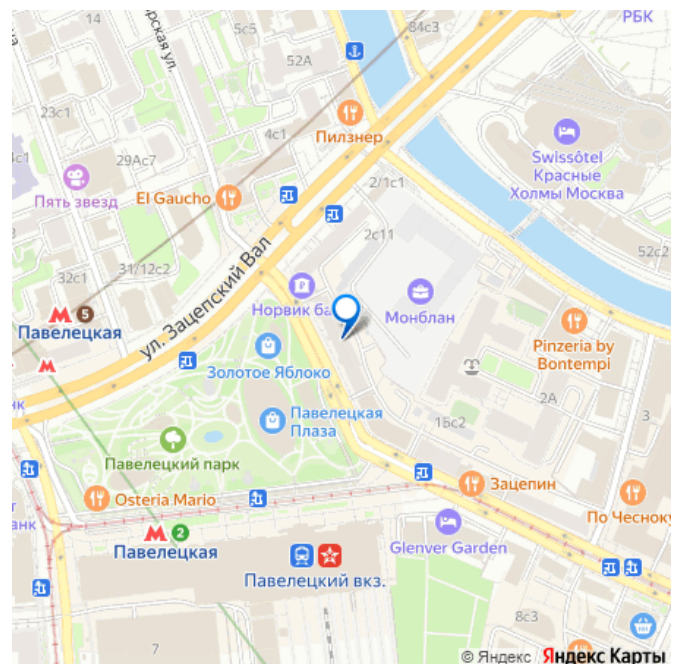 РБК
84с3
5с5
орская ул.
52А
23с1
4с1
Пилзнер
Swissôtel
Красные
Холмы Москва
29Ас7
Пять звезд
El Gaucho
2/1с1
2с11
52с2
32с1
31/12с2
5
Павелецкая
ул. Зацепский Вал
Норвик ба
Монблан
Pinzeria by
Bontempi
Золотое Яблоко
Павелецкая
Плаза
2А
3
1Бс2
Павелецкий парк
Osteria Mario
Зацепин
По Чесноку
анк
2
Павелецкая
Glenver Garden
Павелецкий вкз.
8с3
7
© Яндекс Яндекс Карты